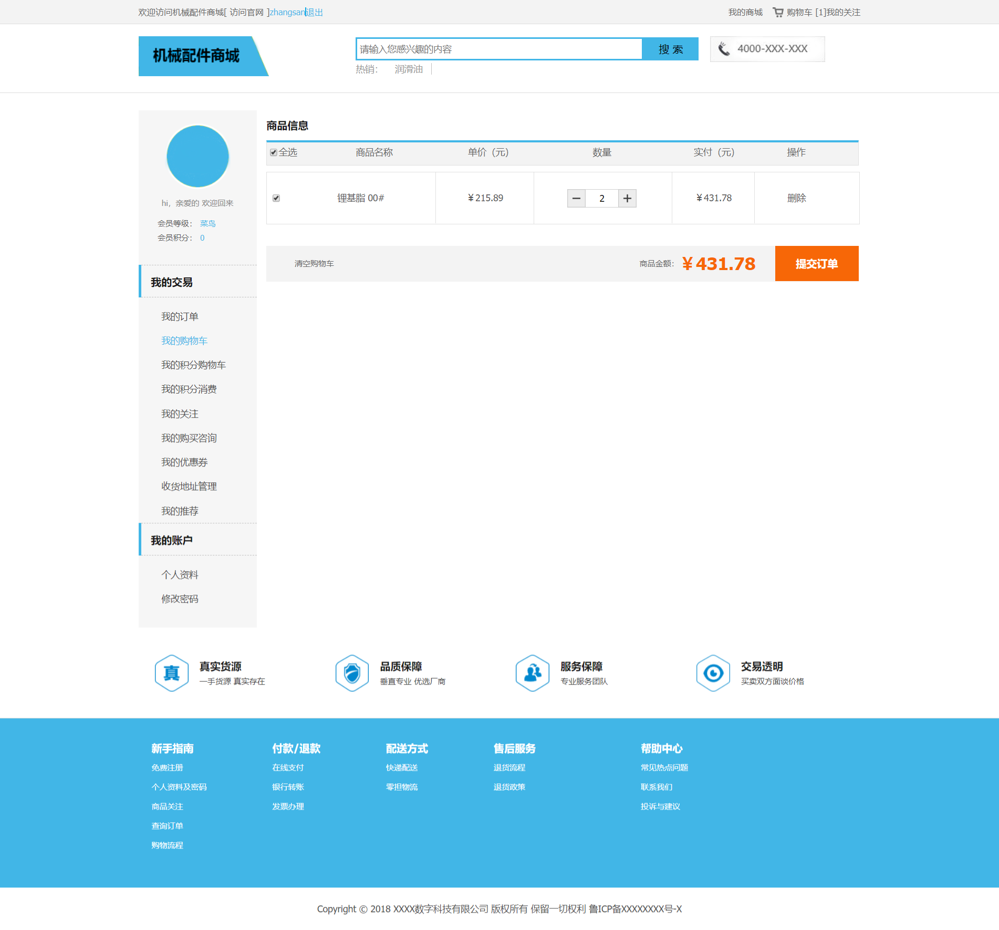 欢迎访问机械配件商城[ 访问官网 ]zhangsan退出
我的商城 购物车 [1]我的关注
机械配件商城
请输入您感兴趣的内容
搜 索
4000-XXX-XXX
热销： 润滑油
hi，亲爱的 欢迎回来
会员等级： 菜鸟
会员积分： 0
我的交易
我的订单
我的购物车
我的积分购物车
我的积分消费
我的关注
我的购买咨询
我的优惠券
收货地址管理
我的推荐
我的账户
个人资料
修改密码
商品信息
全选 商品名称 单价（元） 数量 实付（元） 操作
锂基脂 00# ¥215.89 2 ¥431.78 删除
清空购物车 商品金额： ¥431.78 提交订单
真 真实货源
一手货源 真实存在
品质保障
垂直专业 优选厂商
服务保障
专业服务团队
交易透明
买卖双方面谈价格
新手指南
免费注册
个人资料及密码
商品关注
查询订单
购物流程
付款/退款
在线支付
银行转账
发票办理
配送方式
快递配送
零担物流
售后服务
退货流程
退货政策
帮助中心
常见热点问题
联系我们
投诉与建议
Copyright © 2018 XXXX数字科技有限公司 版权所有 保留一切权利 鲁ICP备XXXXXXXX号-X